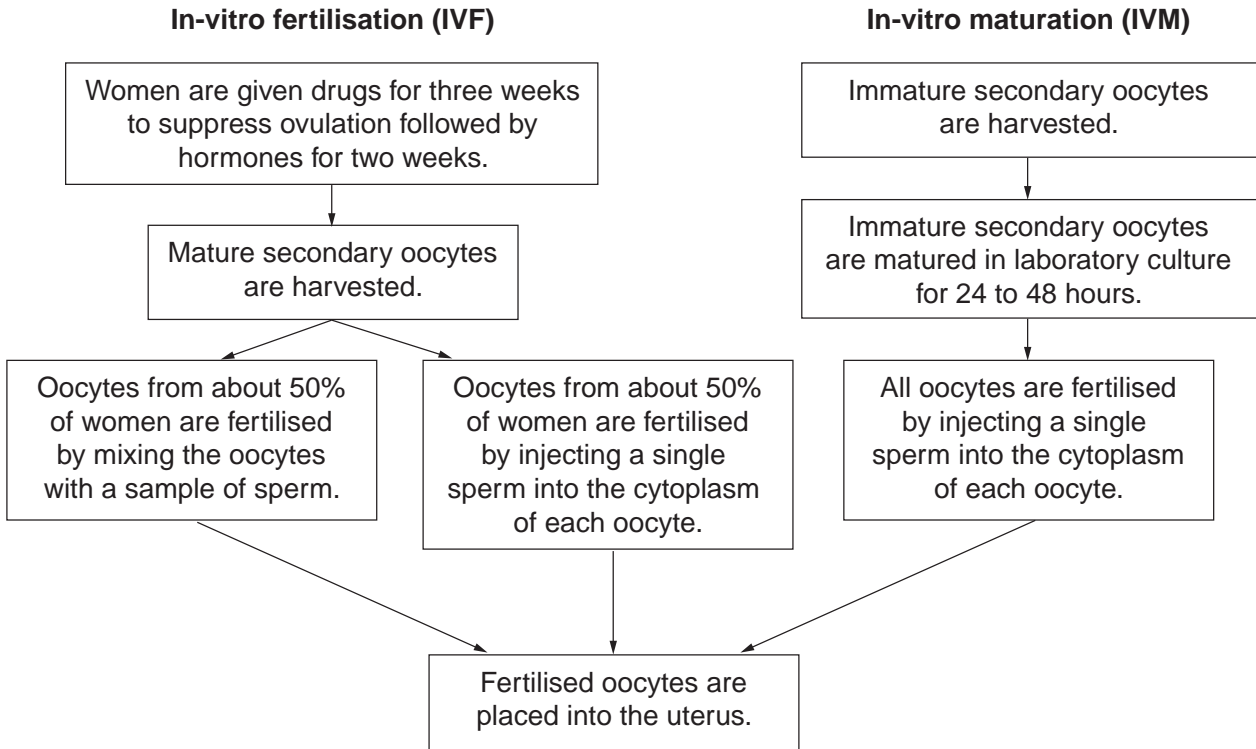 In-vitro fertilisation (IVF)
Women are given drugs for three weeks
to suppress ovulation followed by
hormones for two weeks.
Mature secondary oocytes
are harvested.
Oocytes from about 50%
of women are fertilised
by mixing the oocytes
with a sample of sperm.
Oocytes from about 50%
of women are fertilised
by injecting a single
sperm into the cytoplasm
of each oocyte.
In-vitro maturation (IVM)
Immature secondary oocytes
are harvested.
Immature secondary oocytes
are matured in laboratory culture
for 24 to 48 hours.
All oocytes are fertilised
by injecting a single
sperm into the cytoplasm
of each oocyte.
Fertilised oocytes are
placed into the uterus.